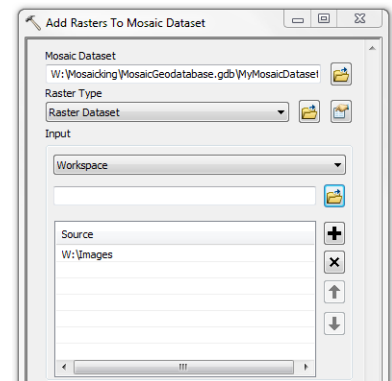 Add Rasters To Mosaic Dataset
Mosaic Dataset
W:\Mosaicking\MosaicGeodatabase.gdb\MyMosaicDataset
Raster Type
Raster Dataset
Input
Workspace
Source
W:\Images